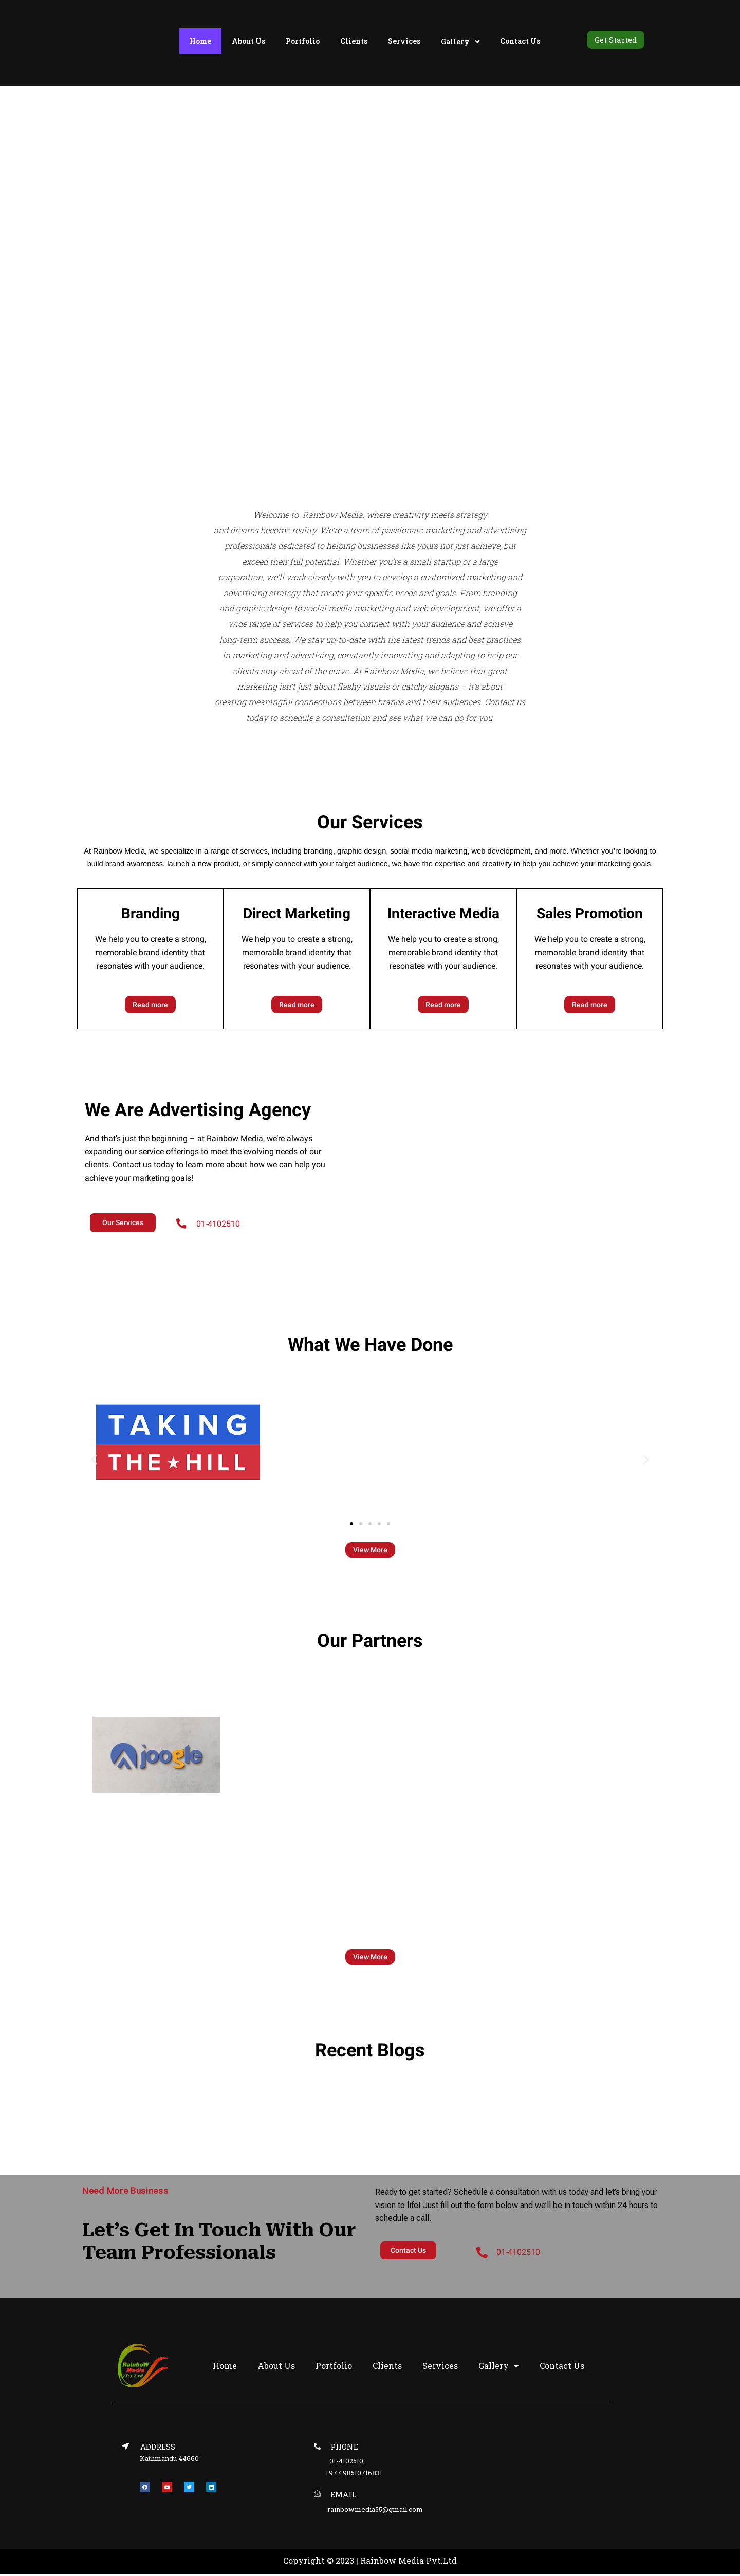 Home About Us Portfolio Clients Services Gallery Contact Us Get Started
Welcome to Rainbow Media, where creativity meets strategy
and dreams become reality. We're a team of passionate marketing and advertising
professionals dedicated to helping businesses like yours not just achieve, but
exceed their full potential. Whether you're a small startup or a large
corporation, we'll work closely with you to develop a customized marketing and
advertising strategy that meets your specific needs and goals. From branding
and graphic design to social media marketing and web development, we offer a
wide range of services to help you connect with your audience and achieve
long-term success. We stay up-to-date with the latest trends and best practices
in marketing and advertising, constantly innovating and adapting to help our
clients stay ahead of the curve. At Rainbow Media, we believe that great
marketing isn't just about flashy visuals or catchy slogans – it's about
creating meaningful connections between brands and their audiences. Contact us
today to schedule a consultation and see what we can do for you.
Our Services
At Rainbow Media, we specialize in a range of services, including branding, graphic design, social media marketing, web development, and more. Whether you're looking to
build brand awareness, launch a new product, or simply connect with your target audience, we have the expertise and creativity to help you achieve your marketing goals.
Branding
We help you to create a strong,
memorable brand identity that
resonates with your audience.
Read more
Direct Marketing
We help you to create a strong,
memorable brand identity that
resonates with your audience.
Read more
Interactive Media
We help you to create a strong,
memorable brand identity that
resonates with your audience.
Read more
Sales Promotion
We help you to create a strong,
memorable brand identity that
resonates with your audience.
Read more
We Are Advertising Agency
And that's just the beginning – at Rainbow Media, we're always
expanding our service offerings to meet the evolving needs of our
clients. Contact us today to learn more about how we can help you
achieve your marketing goals!
Our Services 01-4102510
What We Have Done
TAKING
THE★HILL
View More
Our Partners
joogle
View More
Recent Blogs
Need More Business
Let's Get In Touch With Our
Team Professionals
Ready to get started? Schedule a consultation with us today and let's bring your
vision to life! Just fill out the form below and we'll be in touch within 24 hours to
schedule a call.
Contact Us 01-4102510
RainboW
Media
(P.) Ltd.
Home About Us Portfolio Clients Services Gallery Contact Us
ADDRESS
Kathmandu 44660
PHONE
01-4102510,
+977 98510716831
EMAIL
rainbowmedia55@gmail.com
Copyright © 2023 | Rainbow Media Pvt.Ltd